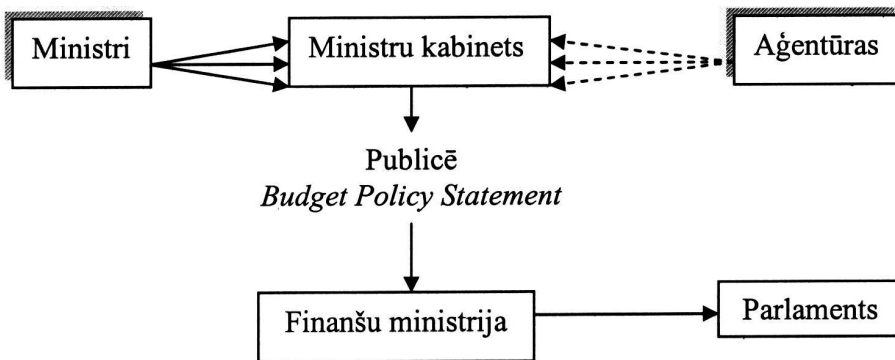 Ministri
Ministru kabinets
Aģentūras
Publicē
Budget Policy Statement
Finanšu ministrija
Parlaments